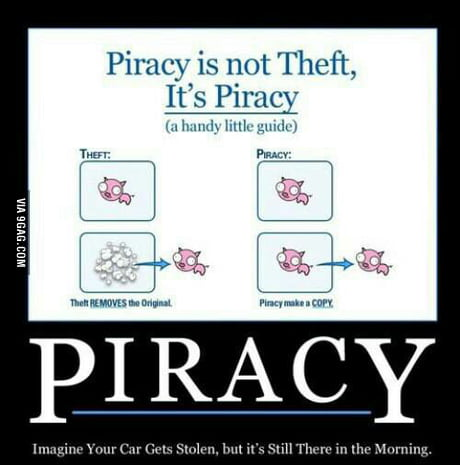 Piracy is not Theft,
It's Piracy
(a handy little guide)
THEFT:
PIRACY:
Theft REMOVES the Original.
Piracy make a COPY.
VIA 9GAG.COM
PIRACY
Imagine Your Car Gets Stolen, but it's Still There in the Morning.